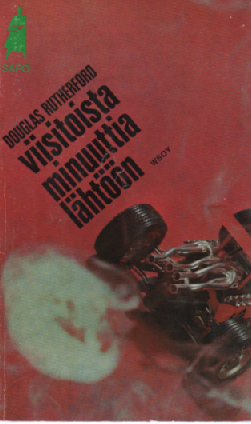 SAPO
DOUGLAS RUTHERFORD
viisitoista
minuuttia
lähtöön
WSOY